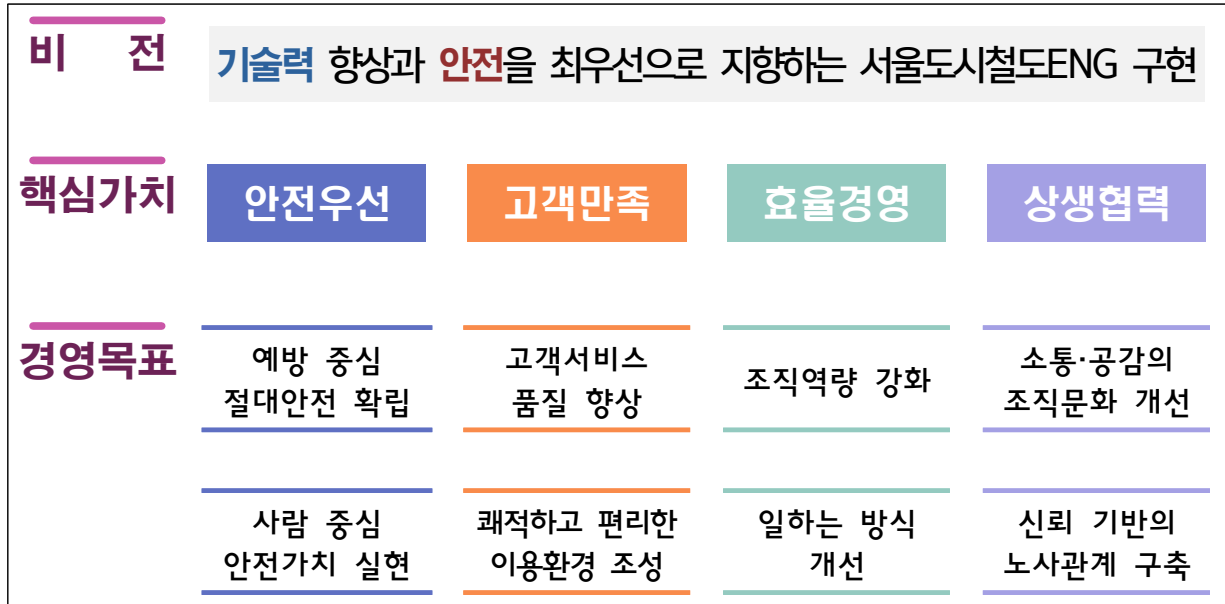 비 전
기술력 향상과 안전을 최우선으로 지향하는 서울도시철도ENG 구현
핵심가치
안전우선
고객만족
효율경영
상생협력
경영목표
예방 중심
절대안전 확립
고객서비스
품질 향상
조직역량 강화
소통·공감의
조직문화 개선
사람 중심
안전가치 실현
쾌적하고 편리한
이용환경 조성
일하는 방식
개선
신뢰 기반의
노사관계 구축